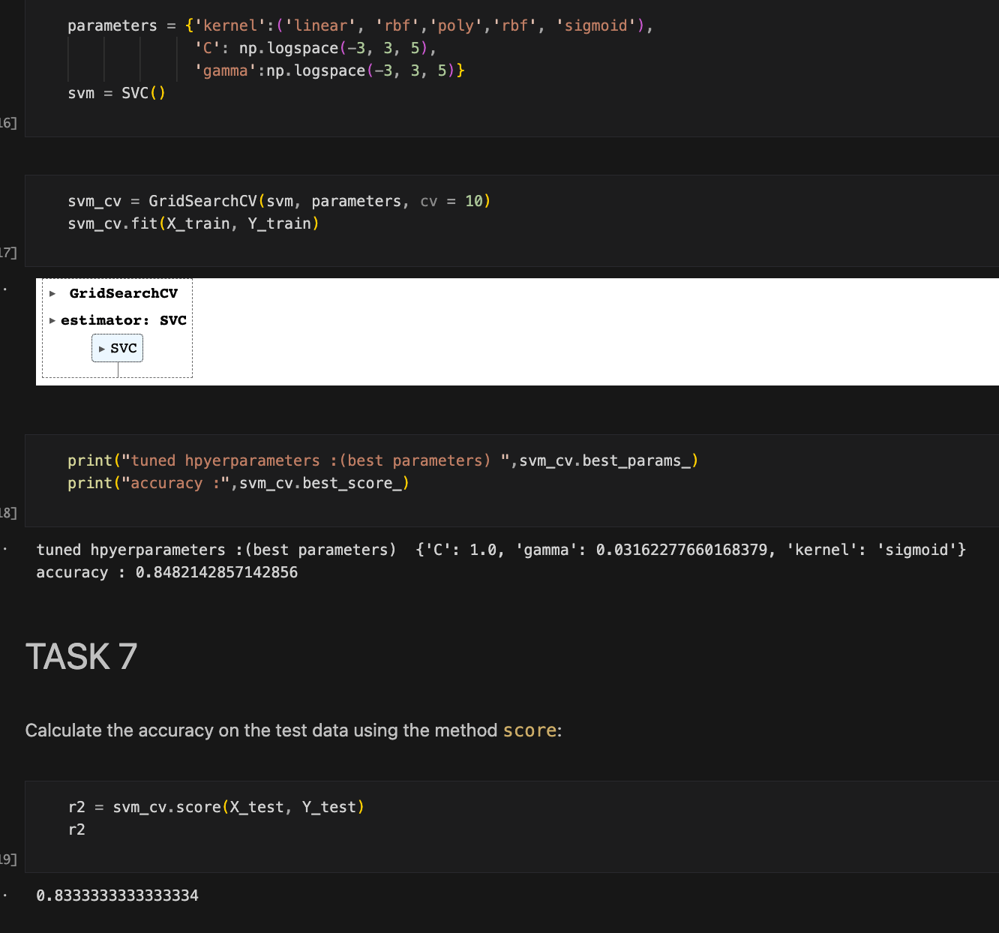 parameters = {'kernel':('linear', 'rbf','poly','rbf', 'sigmoid'),
'C': np.logspace(-3, 3, 5),
'gamma':np.logspace(-3, 3, 5)}
svm = SVC()
16]
svm_cv = GridSearchCV(svm, parameters, cv = 10)
svm_cv.fit(X_train, Y_train)
17]
GridSearchCV
estimator: SVC
SVC
print("tuned hpyerparameters :(best parameters) ",svm_cv.best_params_)
print("accuracy :",svm_cv.best_score_)
18]
tuned hpyerparameters :(best parameters)  {'C': 1.0, 'gamma': 0.03162277660168379, 'kernel': 'sigmoid'}
accuracy : 0.8482142857142856
TASK 7
Calculate the accuracy on the test data using the method score:
r2 = svm_cv.score(X_test, Y_test)
r2
19]
0.8333333333333334